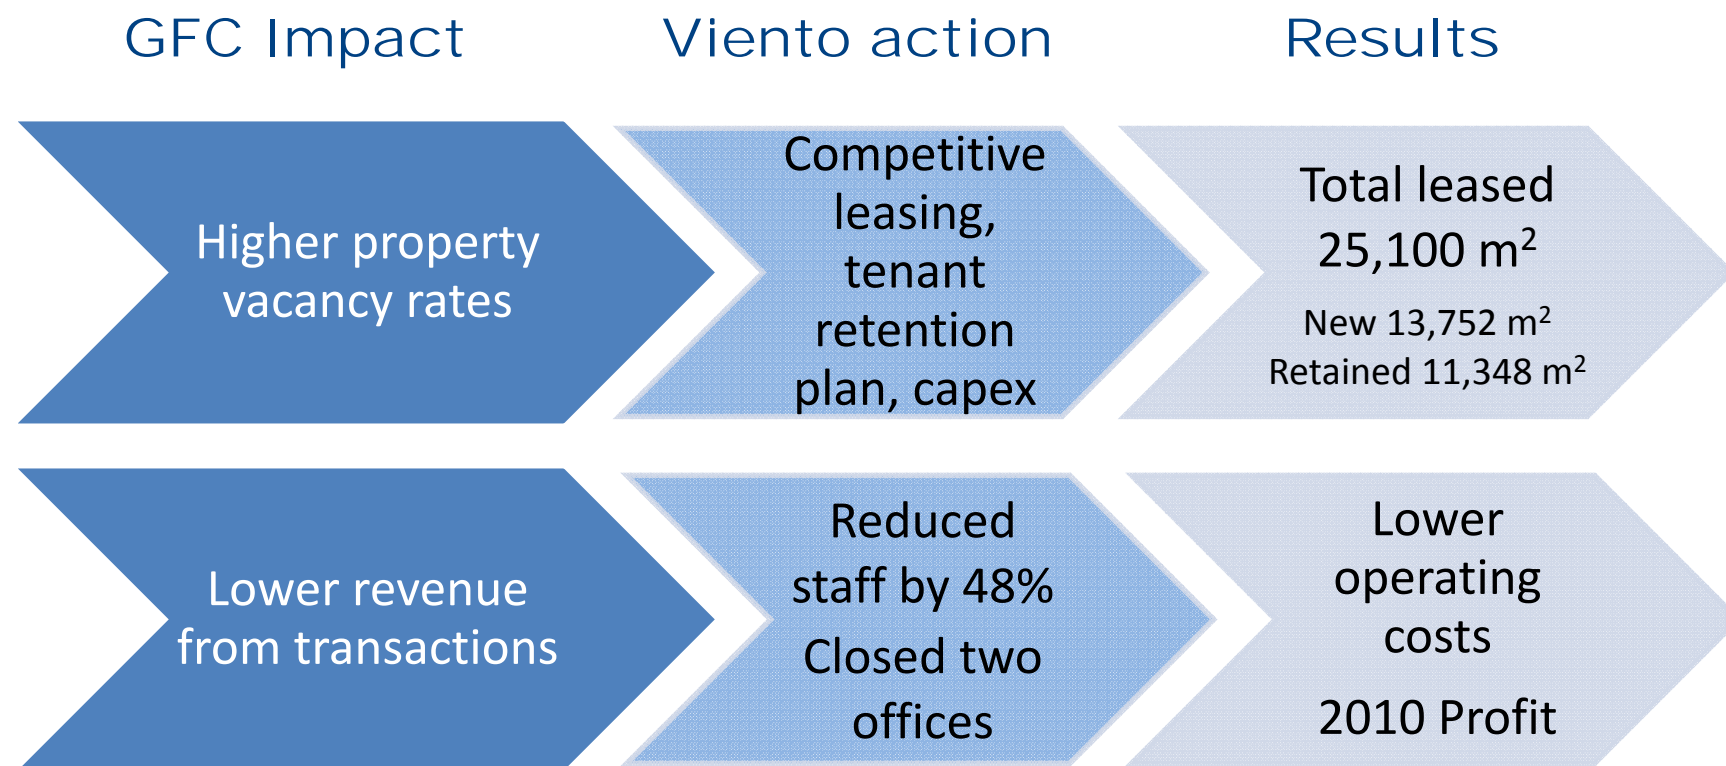 GFC Impact
Viento action
Results
Higher property
vacancy rates
Competitive
leasing,
tenant
retention
plan, capex
Total leased
25,100 m²
New 13,752 m²
Retained 11,348 m²
Lower revenue
from transactions
Reduced
staff by 48%
Closed two
offices
Lower
operating
costs
2010 Profit